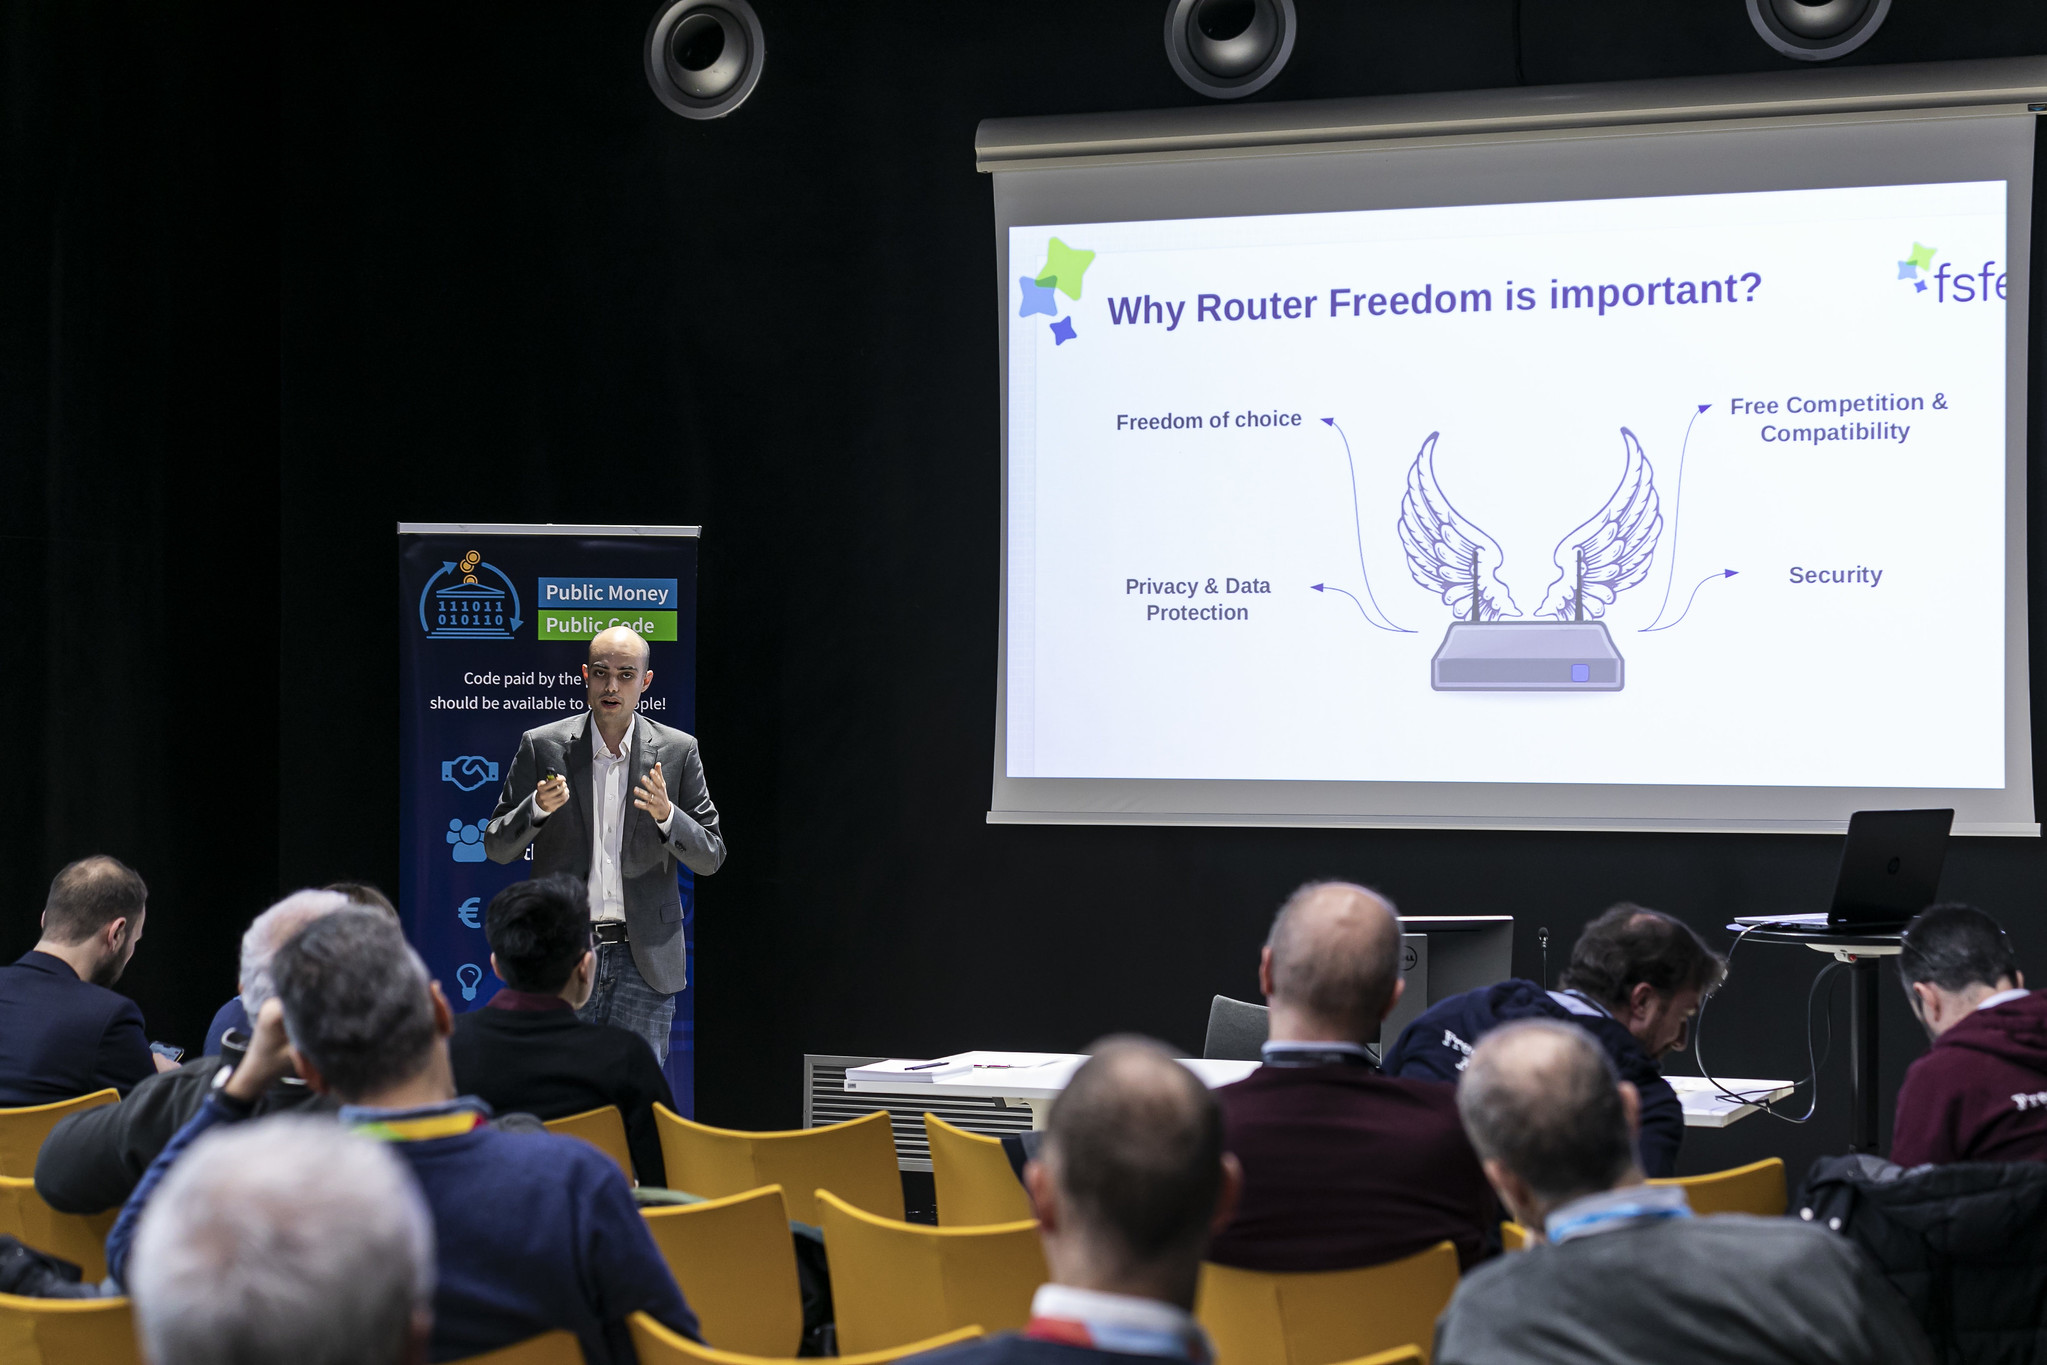 Why Router Freedom is important?
fsfe
Freedom of choice
Free Competition &
Compatibility
Privacy & Data
Protection
Security
111011
010110
Public Money
Public Code
Code paid by the
should be available to
€
DELL